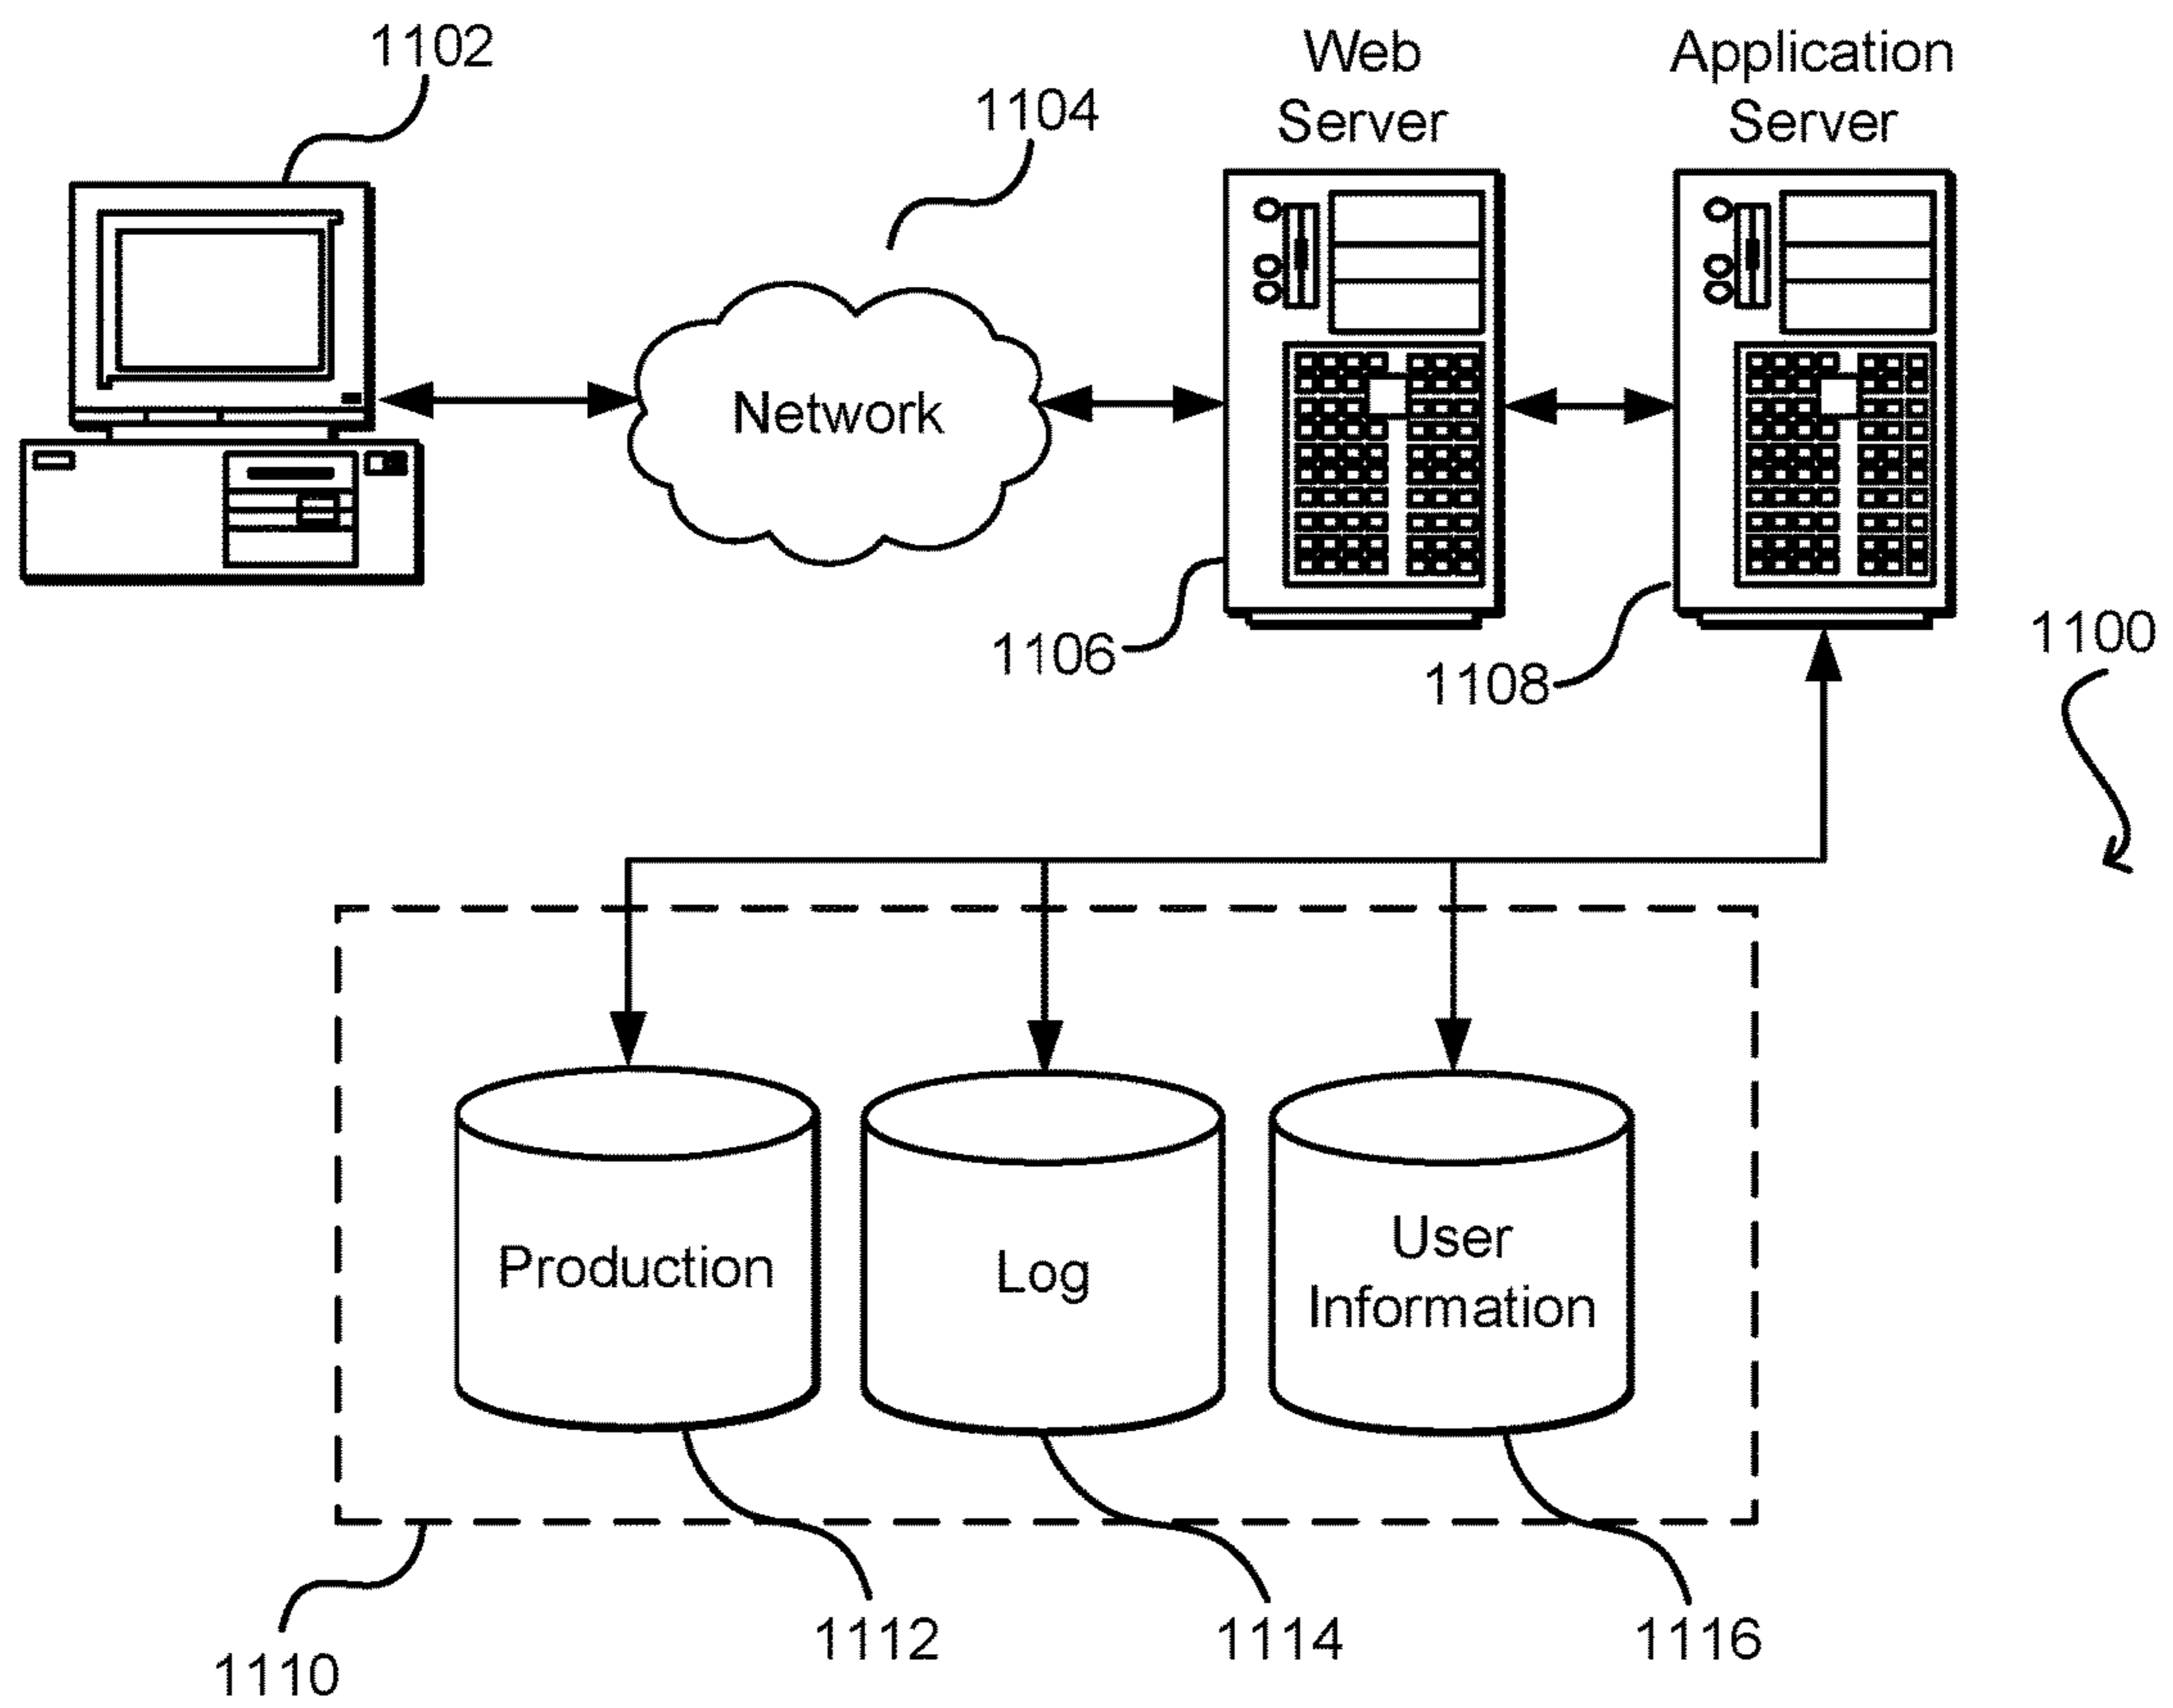 1102
1104
Web
Server
Application
Server
Network
1106
1108
1100
Production
Log
User
Information
1112
1114
1116
1110